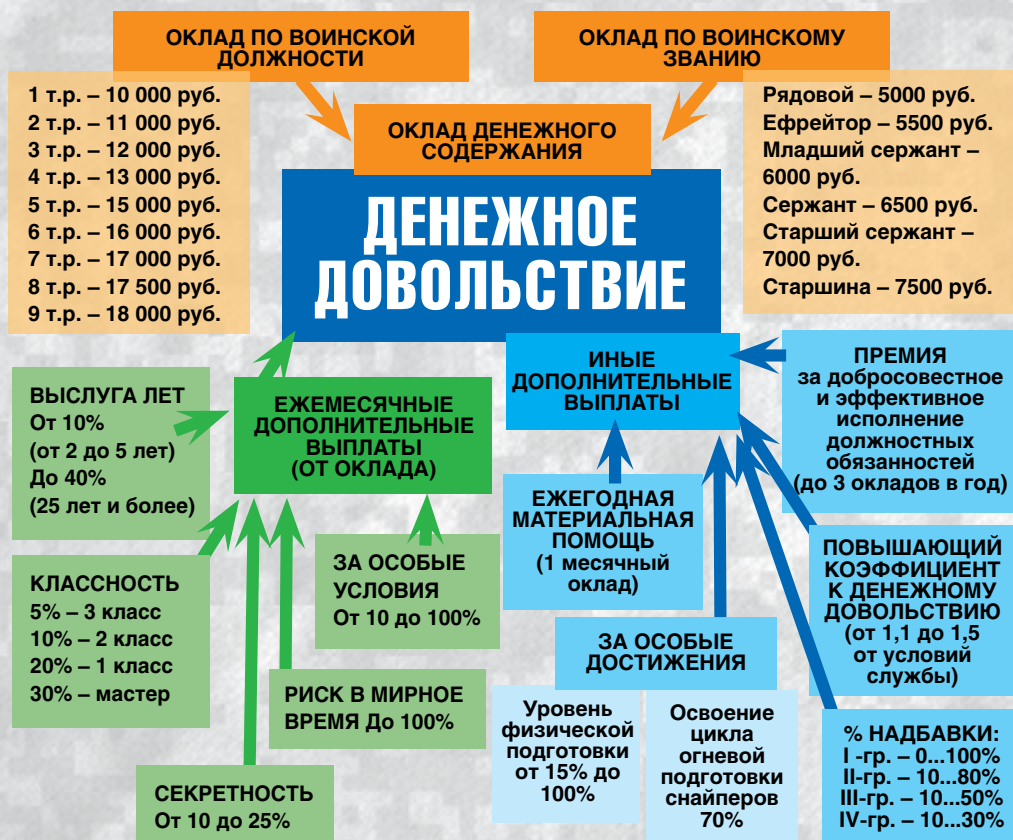 ОКЛАД ПО ВОИНСКОЙ
ДОЛЖНОСТИ
ОКЛАД ПО ВОИНСКОМУ
ЗВАНИЮ
1 т.р. – 10 000 руб.
2 т.р. – 11 000 руб.
3 т.р. – 12 000 руб.
4 т.р. – 13 000 руб.
5 т.р. – 15 000 руб.
6 т.р. – 16 000 руб.
7 т.р. – 17 000 руб.
8 т.р. – 17 500 руб.
9 т.р. – 18 000 руб.
ОКЛАД ДЕНЕЖНОГО
СОДЕРЖАНИЯ
Рядовой – 5000 руб.
Ефрейтор – 5500 руб.
Младший сержант –
6000 руб.
Сержант – 6500 руб.
Старший сержант –
7000 руб.
Старшина – 7500 руб.
ДЕНЕЖНОЕ
ДОВОЛЬСТВИЕ
ВЫСЛУГА ЛЕТ
От 10%
(от 2 до 5 лет)
До 40%
(25 лет и более)
ЕЖЕМЕСЯЧНЫЕ
ДОПОЛНИТЕЛЬНЫЕ
ВЫПЛАТЫ
(ОТ ОКЛАДА)
ИНЫЕ
ДОПОЛНИТЕЛЬНЫЕ
ВЫПЛАТЫ
ПРЕМИЯ
за добросовестное
и эффективное
исполнение
должностных
обязанностей
(до 3 окладов в год)
КЛАССНОСТЬ
5% – 3 класс
10% – 2 класс
20% – 1 класс
30% – мастер
ЗА ОСОБЫЕ
УСЛОВИЯ
От 10 до 100%
ЕЖЕГОДНАЯ
МАТЕРИАЛЬНАЯ
ПОМОЩЬ
(1 месячный
оклад)
ПОВЫШАЮЩИЙ
КОЭФФИЦИЕНТ
К ДЕНЕЖНОМУ
ДОВОЛЬСТВИЮ
(от 1,1 до 1,5
от условий
службы)
РИСК В МИРНОЕ
ВРЕМЯ До 100%
ЗА ОСОБЫЕ
ДОСТИЖЕНИЯ
Уровень
физической
подготовки
от 15% до
100%
Освоение
цикла
огневой
подготовки
снайперов
70%
СЕКРЕТНОСТЬ
От 10 до 25%
% НАДБАВКИ:
I -гр. – 0...100%
II-гр. – 10...80%
III-гр. – 10...50%
IV-гр. – 10...30%